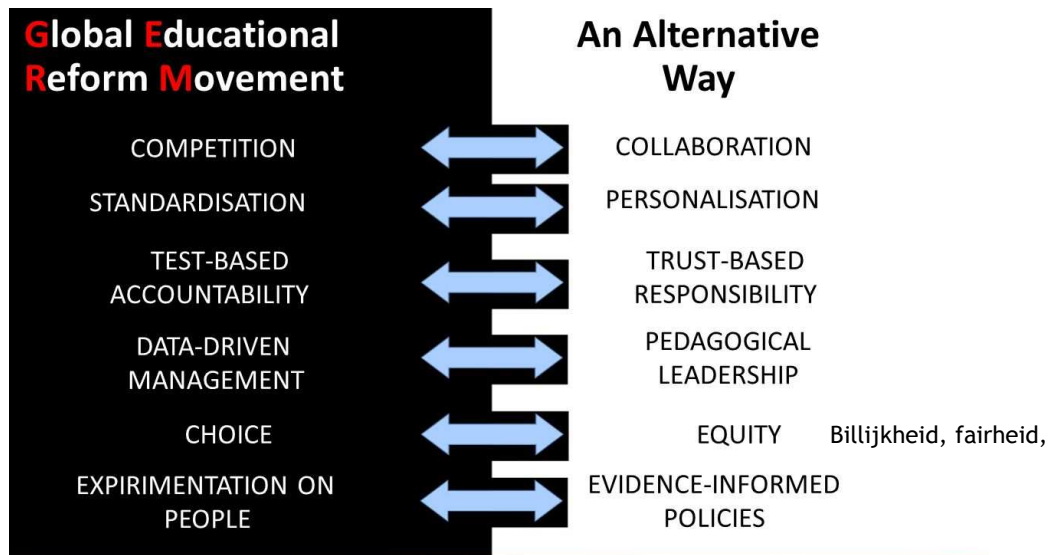 Global Educational
Reform Movement
An Alternative
Way
COMPETITION
COLLABORATION
STANDARDISATION
PERSONALISATION
TEST-BASED
ACCOUNTABILITY
TRUST-BASED
RESPONSIBILITY
DATA-DRIVEN
MANAGEMENT
PEDAGOGICAL
LEADERSHIP
CHOICE
EQUITY Billijkheid, fairheid,
EXPIRIMENTATION ON
PEOPLE
EVIDENCE-INFORMED
POLICIES